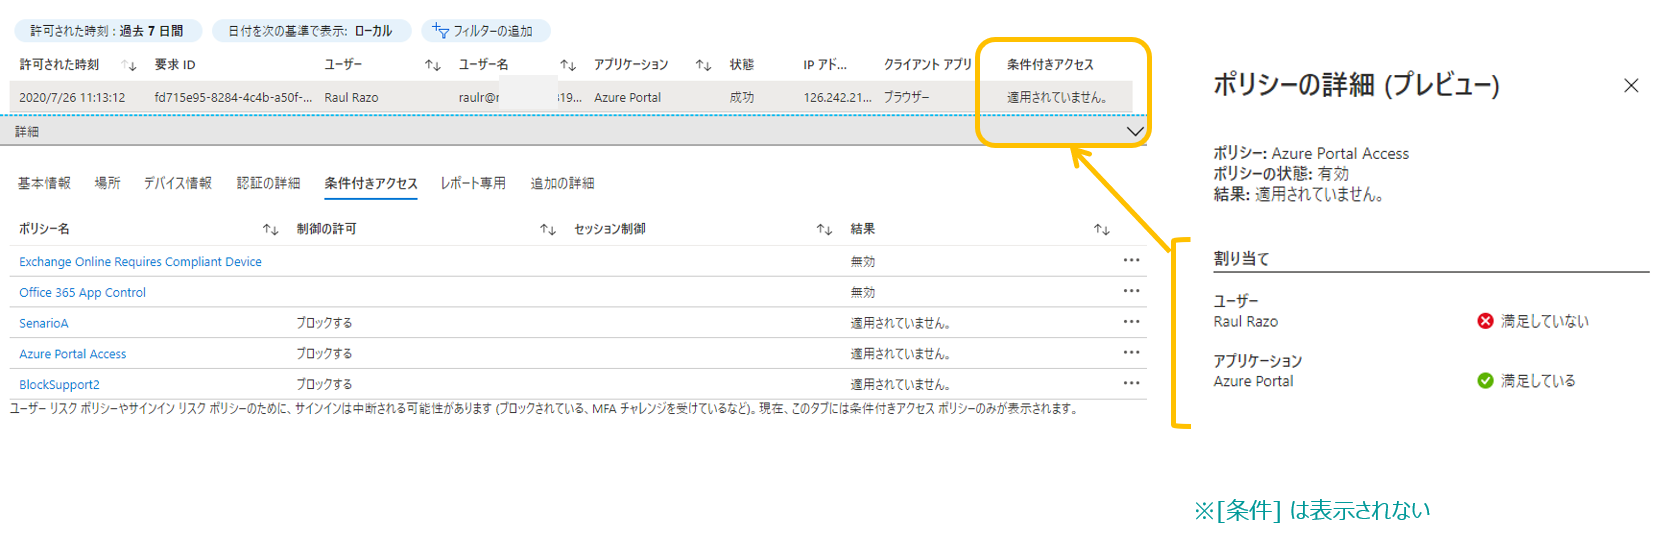 許可された時刻 : 過去 7 日間 日付を次の基準で表示: ローカル フィルターの追加
許可された時刻 要求 ID ユーザー ユーザー名 アプリケーション 状態 IP アド... クライアント アプリ 条件付きアクセス
2020/7/26 11:13:12 fd715e95-8284-4c4b-a50f-... Raul Razo raulr@ 319... Azure Portal 成功 126.242.21... ブラウザー 適用されていません。
詳細
基本情報 場所 デバイス情報 認証の詳細 条件付きアクセス レポート専用 追加の詳細
ポリシー名 制御の許可 セッション制御 結果
Exchange Online Requires Compliant Device 無効 ...
Office 365 App Control 無効 ...
SenarioA ブロックする 適用されていません。 ...
Azure Portal Access ブロックする 適用されていません。 ...
BlockSupport2 ブロックする 適用されていません。 ...
ユーザー リスク ポリシーやサインイン リスク ポリシーのために、サインインは中断される可能性があります (ブロックされている、MFA チャレンジを受けているなど)。現在、このタブには条件付きアクセス ポリシーのみが表示されます。
ポリシーの詳細 (プレビュー)
ポリシー: Azure Portal Access
ポリシーの状態: 有効
結果: 適用されていません。
割り当て
ユーザー
Raul Razo 満足していない
アプリケーション
Azure Portal 満足している
※[条件] は表示されない